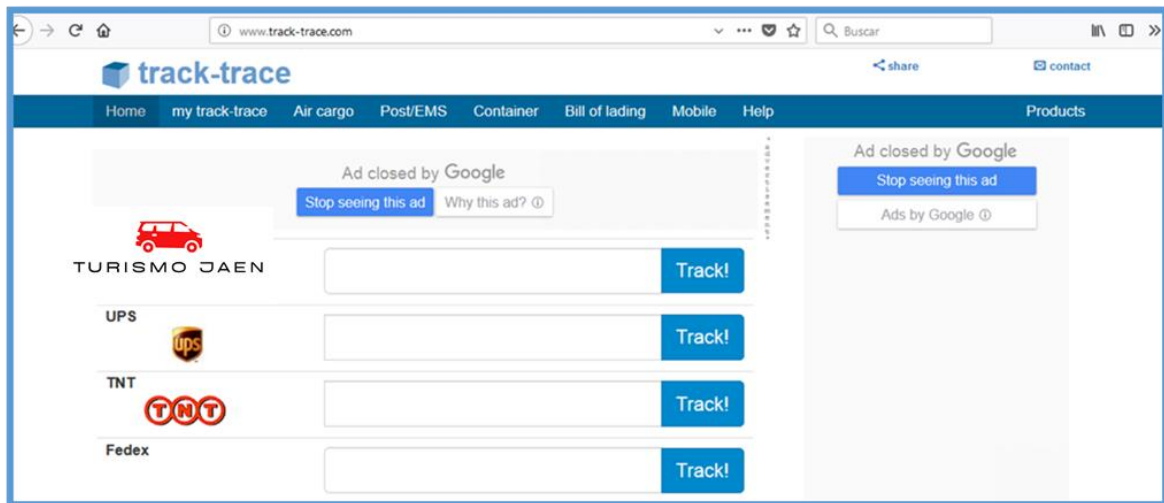 www.track-trace.com
Buscar
track-trace
share
contact
Home my track-trace Air cargo Post/EMS Container Bill of lading Mobile Help Products
Ad closed by Google
Stop seeing this ad Why this ad?
Ad closed by Google
Stop seeing this ad
Ads by Google
TURISMO JAEN
Track!
UPS
ups
Track!
TNT
TNT
Track!
Fedex
Track!